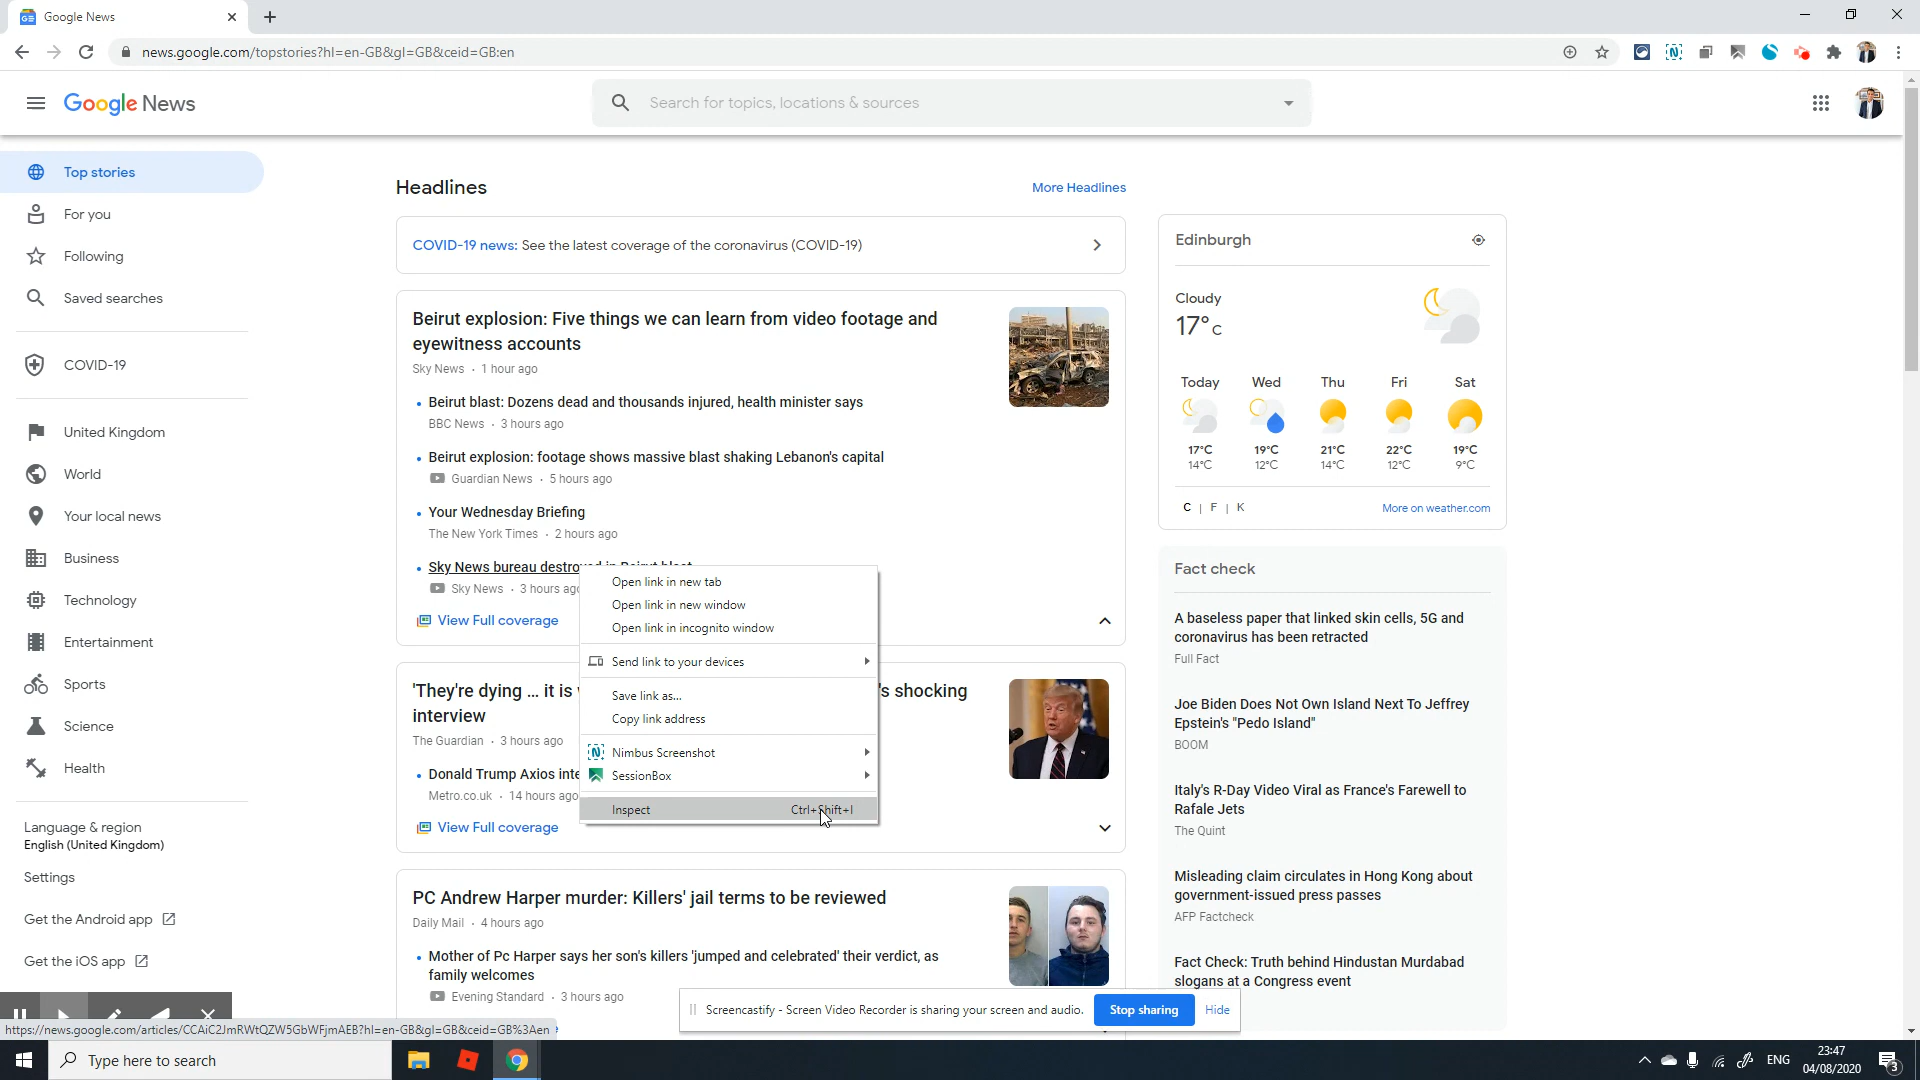 Google News
news.google.com/topstories?hl=en-GB&gl=GB&ceid=GB:en
Google News
Search for topics, locations & sources
Top stories
For you
Following
Saved searches
COVID-19
United Kingdom
World
Your local news
Business
Technology
Entertainment
Sports
Science
Health
Language & region
English (United Kingdom)
Settings
Get the Android app
Get the iOS app
Headlines
More Headlines
COVID-19 news: See the latest coverage of the coronavirus (COVID-19)
Beirut explosion: Five things we can learn from video footage and
eyewitness accounts
Sky News · 1 hour ago
Beirut blast: Dozens dead and thousands injured, health minister says
BBC News · 3 hours ago
Beirut explosion: footage shows massive blast shaking Lebanon's capital
Guardian News · 5 hours ago
Your Wednesday Briefing
The New York Times · 2 hours ago
Sky News bureau destroyed in Beirut blast
Sky News · 3 hours ago
View Full coverage
'They're dying ... it is 's shocking
interview
The Guardian · 3 hours ago
Donald Trump Axios inte
Metro.co.uk · 14 hours ago
View Full coverage
PC Andrew Harper murder: Killers' jail terms to be reviewed
Daily Mail · 4 hours ago
Mother of Pc Harper says her son's killers 'jumped and celebrated' their verdict, as
family welcomes
Evening Standard · 3 hours ago
Open link in new tab
Open link in new window
Open link in incognito window
Send link to your devices
Save link as...
Copy link address
Nimbus Screenshot
SessionBox
Inspect Ctrl+Shift+I
Edinburgh
Cloudy
17°C
Today Wed Thu Fri Sat
17°C 19°C 21°C 22°C 19°C
14°C 12°C 14°C 12°C 9°C
C | F | K
More on weather.com
Fact check
A baseless paper that linked skin cells, 5G and
coronavirus has been retracted
Full Fact
Joe Biden Does Not Own Island Next To Jeffrey
Epstein's "Pedo Island"
BOOM
Italy's R-Day Video Viral as France's Farewell to
Rafale Jets
The Quint
Misleading claim circulates in Hong Kong about
government-issued press passes
AFP Factcheck
Fact Check: Truth behind Hindustan Murdabad
slogans at a Congress event
Screencastify - Screen Video Recorder is sharing your screen and audio.
Stop sharing
Hide
https://news.google.com/articles/CCAiC2JmRWtQZW5GbWFjmAEB?hl=en-GB&gl=GB&ceid=GB%3Aen
Type here to search
ENG
23:47
04/08/2020
3